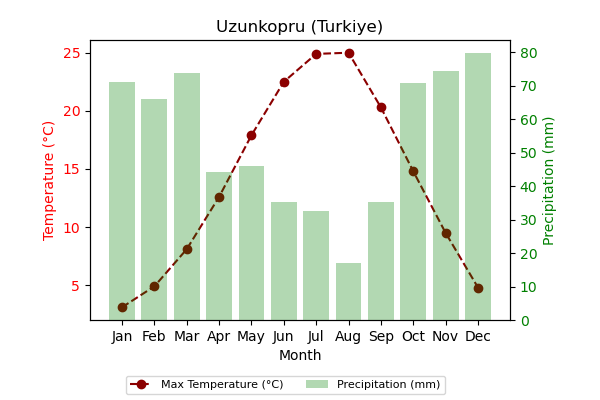 Uzunkopru (Turkiye)
25
20
15
10
5
Temperature (°C)
80
70
60
50
40
30
20
10
0
Precipitation (mm)
Jan Feb Mar Apr May Jun Jul Aug Sep Oct Nov Dec
Month
Max Temperature (°C) Precipitation (mm)